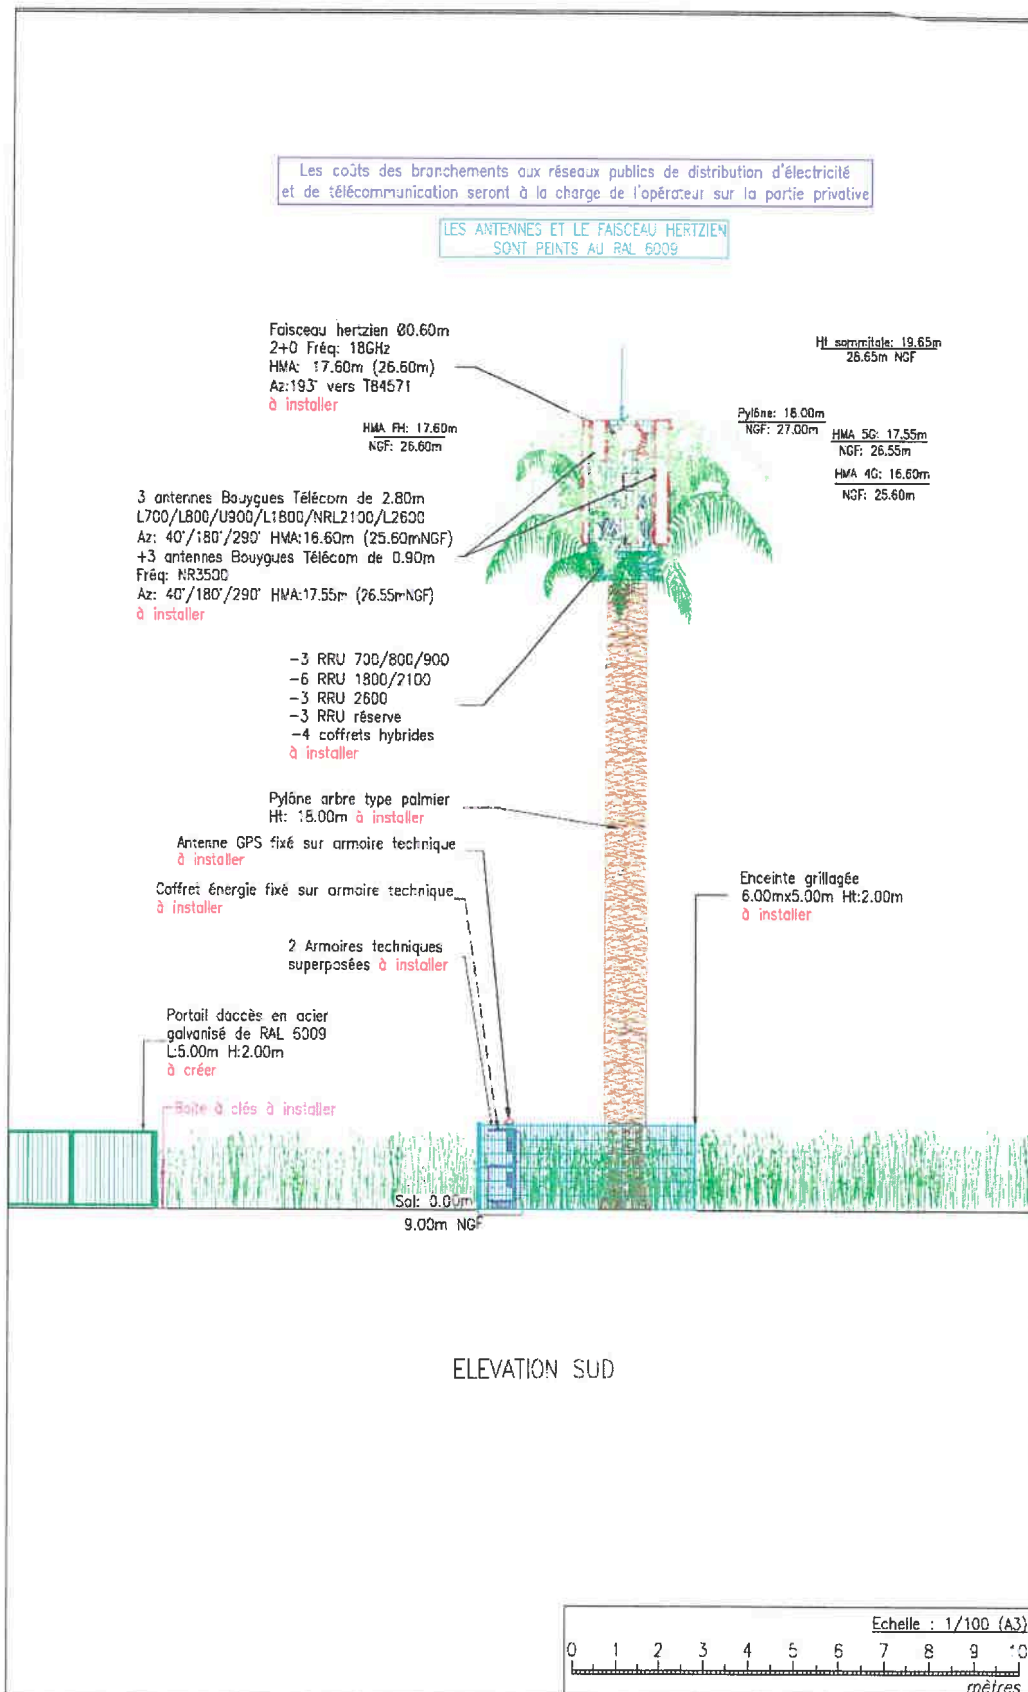 Les coûts des branchements aux réseaux publics de distribution d'électricité
et de télécommunication seront à la charge de l'opérateur sur la partie privative
LES ANTENNES ET LE FAISCEAU HERTZIEN
SONT PEINTS AU RAL 6009
Faisceau hertzien Ø0.60m
2+0 Fréq: 18GHz
HMA: 17.60m (26.60m)
Az:193° vers T84571
à installer
Ht sommitale: 19.65m
28.65m NGF
HMA FH: 17.60m
NGF: 26.60m
Pylône: 18.00m
NGF: 27.00m
HMA 5G: 17.55m
NGF: 26.55m
HMA 4G: 16.60m
NGF: 25.60m
3 antennes Bouygues Télécom de 2.80m
L700/L800/U900/L1800/NRL2100/L2600
Az: 40°/180°/290° HMA:16.60m (25.60mNGF)
+3 antennes Bouygues Télécom de 0.90m
Fréq: NR3500
Az: 40°/180°/290° HMA:17.55m (26.55mNGF)
à installer
-3 RRU 700/800/900
-6 RRU 1800/2100
-3 RRU 2600
-3 RRU réserve
-4 coffrets hybrides
à installer
Pylône arbre type palmier
Ht: 18.00m à installer
Antenne GPS fixé sur armoire technique
à installer
Coffret énergie fixé sur armoire technique
à installer
Enceinte grillagée
6.00mx5.00m Ht:2.00m
à installer
2 Armoires techniques
superposées à installer
Portail daccès en acier
galvanisé de RAL 6009
L:5.00m H:2.00m
à créer
Boite à clés à installer
Sol: 0.00m
9.00m NGF
ELEVATION SUD
Echelle : 1/100 (A3)
0 1 2 3 4 5 6 7 8 9 10
mètres